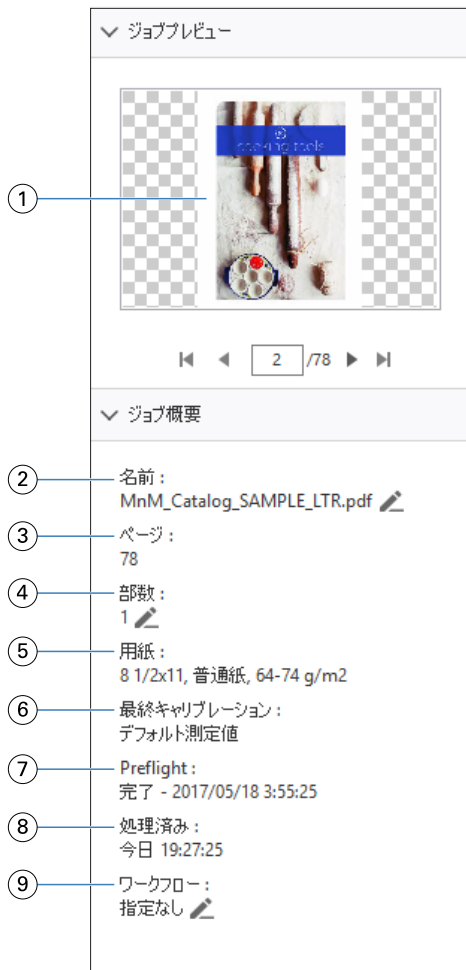 ジョブプレビュー
cooking tools
2 /78
ジョブ概要
1
2 名前 :
MnM_Catalog_SAMPLE_LTR.pdf
3 ページ :
78
4 部数 :
1
5 用紙 :
8 1/2x11, 普通紙, 64-74 g/m2
6 最終キャリブレーション :
デフォルト測定値
7 Preflight :
完了 - 2017/05/18 3:55:25
8 処理済み :
今日 19:27:25
9 ワークフロー :
指定なし